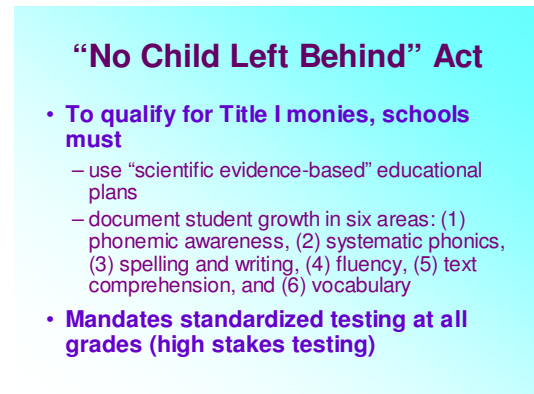 “No Child Left Behind” Act
• To qualify for Title I monies, schools
must
– use “scientific evidence-based” educational
plans
– document student growth in six areas: (1)
phonemic awareness, (2) systematic phonics,
(3) spelling and writing, (4) fluency, (5) text
comprehension, and (6) vocabulary
• Mandates standardized testing at all
grades (high stakes testing)